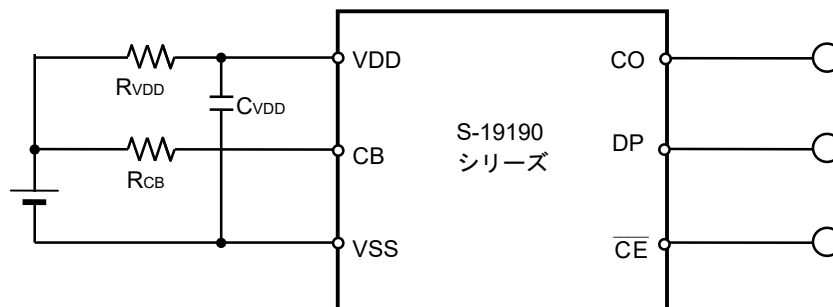 VDD
CO
RVDD
CVDD
S-19190
シリーズ
DP
CB
RCB
VSS
CE